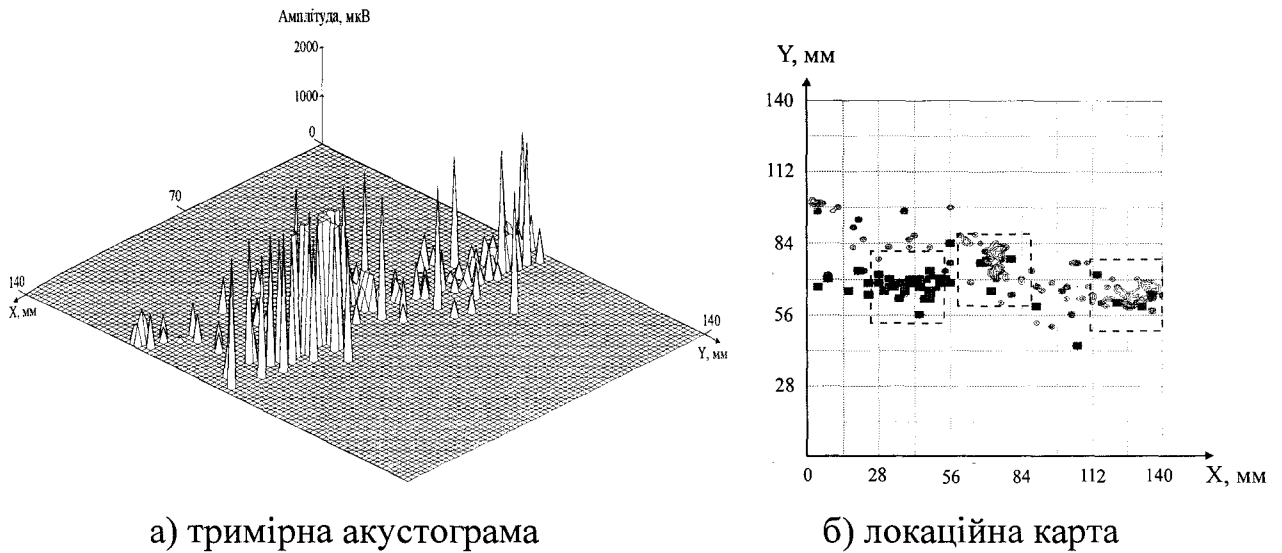 Амплітуда, мкВ
2000
1000
0
70
140
X, мм
140
Y, мм
а) тримірна акустограма
Y, мм
140
112
84
56
28
0 28 56 84 112 140 X, мм
б) локаційна карта